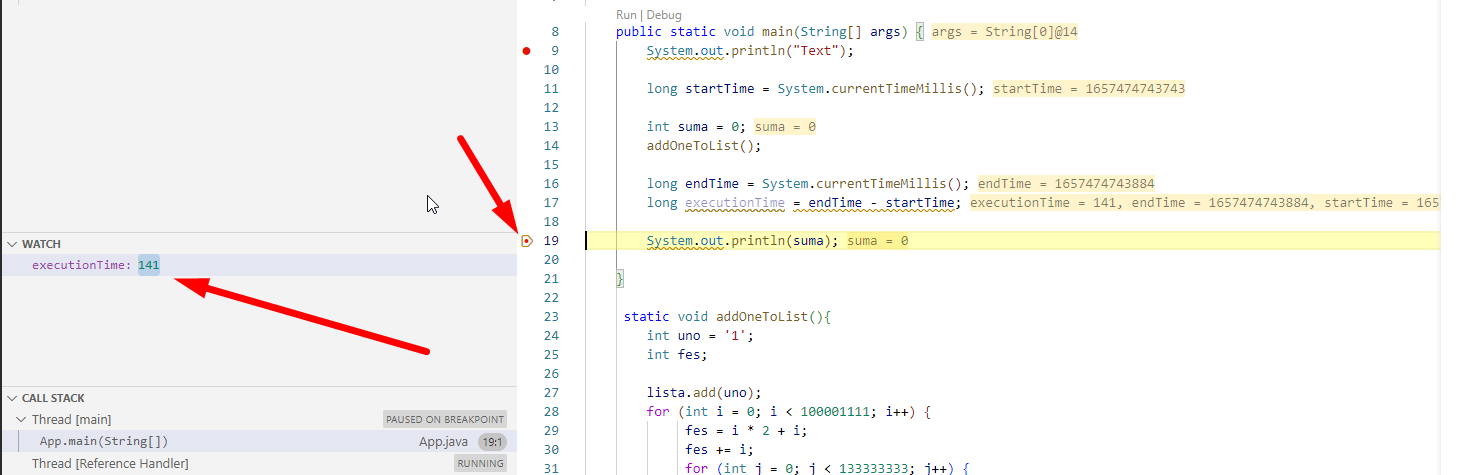 WATCH
executionTime: 141
CALL STACK
Thread [main] PAUSED ON BREAKPOINT
App.main(String[]) App.java 19:1
Thread [Reference Handler] RUNNING
Run | Debug
8 public static void main(String[] args) { args = String[0]@14
9 System.out.println("Text");
10
11 long startTime = System.currentTimeMillis(); startTime = 1657474743743
12
13 int suma = 0; suma = 0
14 addOneToList();
15
16 long endTime = System.currentTimeMillis(); endTime = 1657474743884
17 long executionTime = endTime - startTime; executionTime = 141, endTime = 1657474743884, startTime = 165
18
19 System.out.println(suma); suma = 0
20
21 }
22
23 static void addOneToList(){
24 int uno = '1';
25 int fes;
26
27 lista.add(uno);
28 for (int i = 0; i < 100001111; i++) {
29 fes = i * 2 + i;
30 fes += i;
31 for (int j = 0; j < 133333333; j++) {